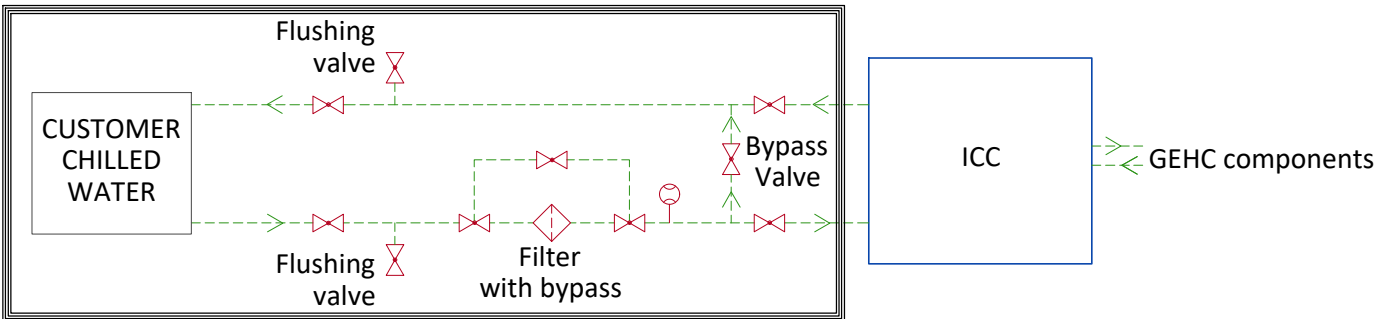 Flushing
valve
CUSTOMER
CHILLED
WATER
Bypass
Valve
ICC
GEHC components
Flushing
valve
Filter
with bypass